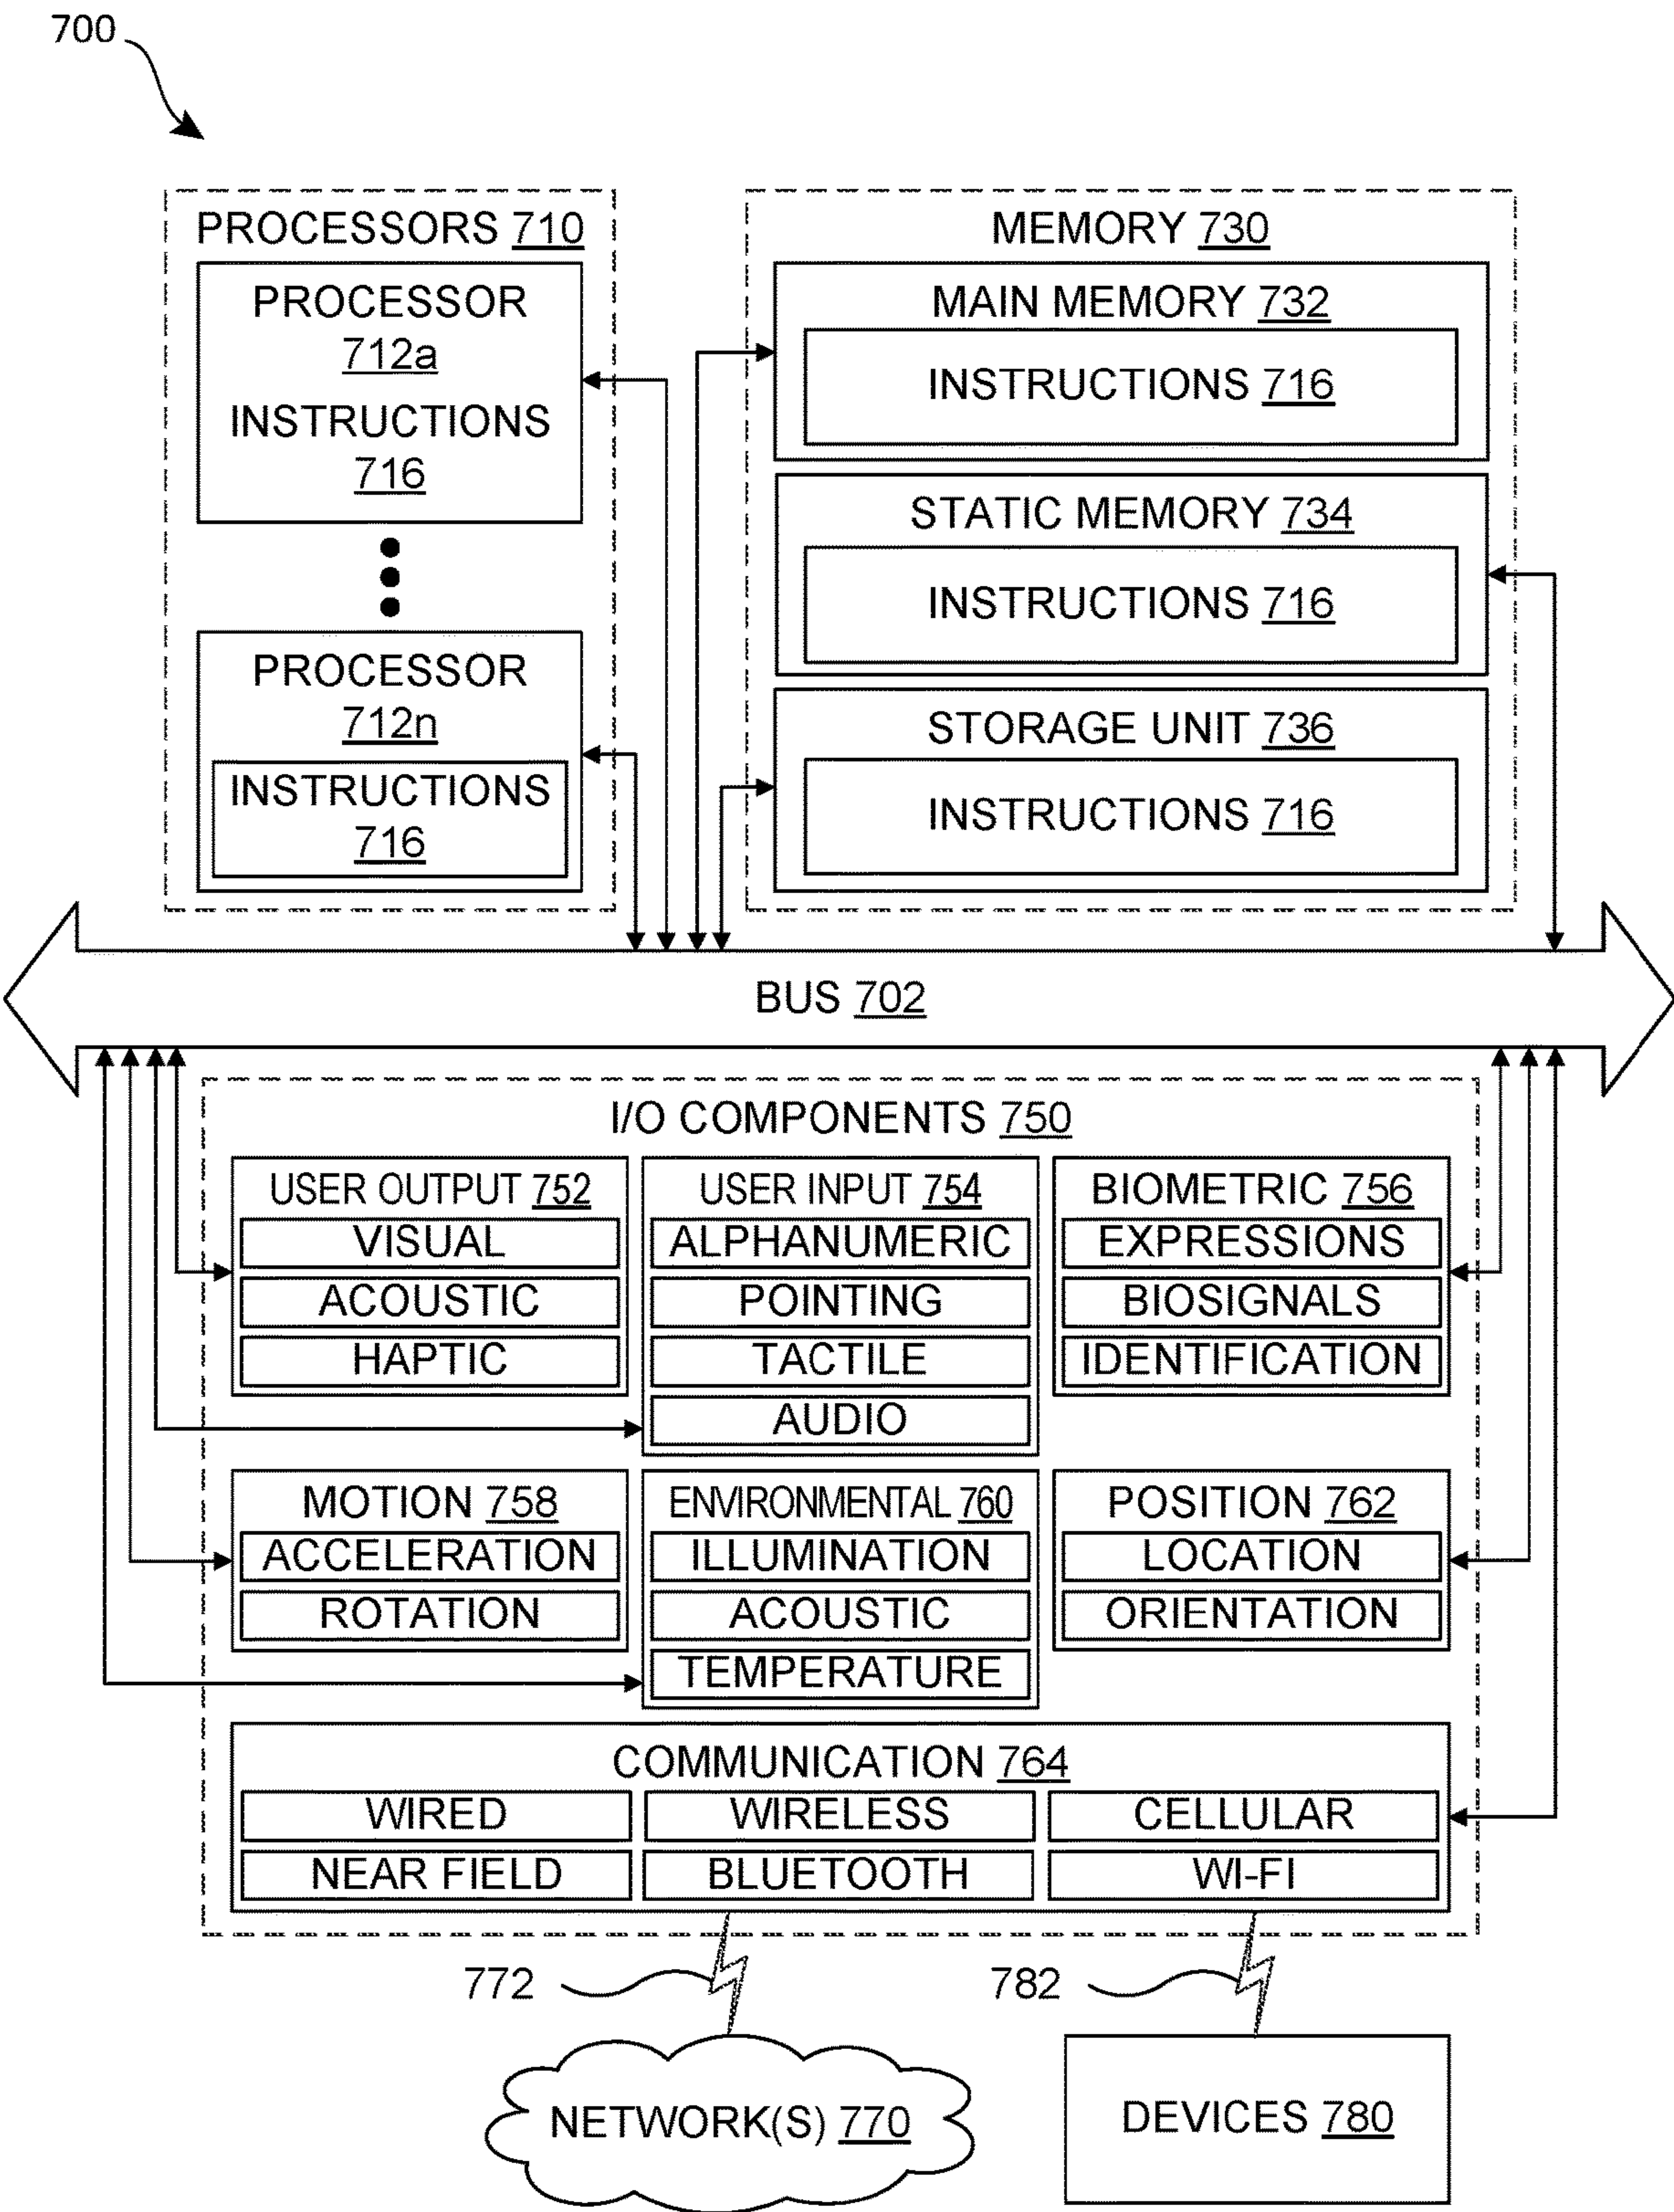 700
PROCESSORS 710
PROCESSOR
712a
INSTRUCTIONS
716
PROCESSOR
712n
INSTRUCTIONS
716
MEMORY 730
MAIN MEMORY 732
INSTRUCTIONS 716
STATIC MEMORY 734
INSTRUCTIONS 716
STORAGE UNIT 736
INSTRUCTIONS 716
BUS 702
I/O COMPONENTS 750
USER OUTPUT 752
VISUAL
ACOUSTIC
HAPTIC
USER INPUT 754
ALPHANUMERIC
POINTING
TACTILE
AUDIO
BIOMETRIC 756
EXPRESSIONS
BIOSIGNALS
IDENTIFICATION
MOTION 758
ACCELERATION
ROTATION
ENVIRONMENTAL 760
ILLUMINATION
ACOUSTIC
TEMPERATURE
POSITION 762
LOCATION
ORIENTATION
COMMUNICATION 764
WIRED
WIRELESS
CELLULAR
NEAR FIELD
BLUETOOTH
WI-FI
772
782
NETWORK(S) 770
DEVICES 780